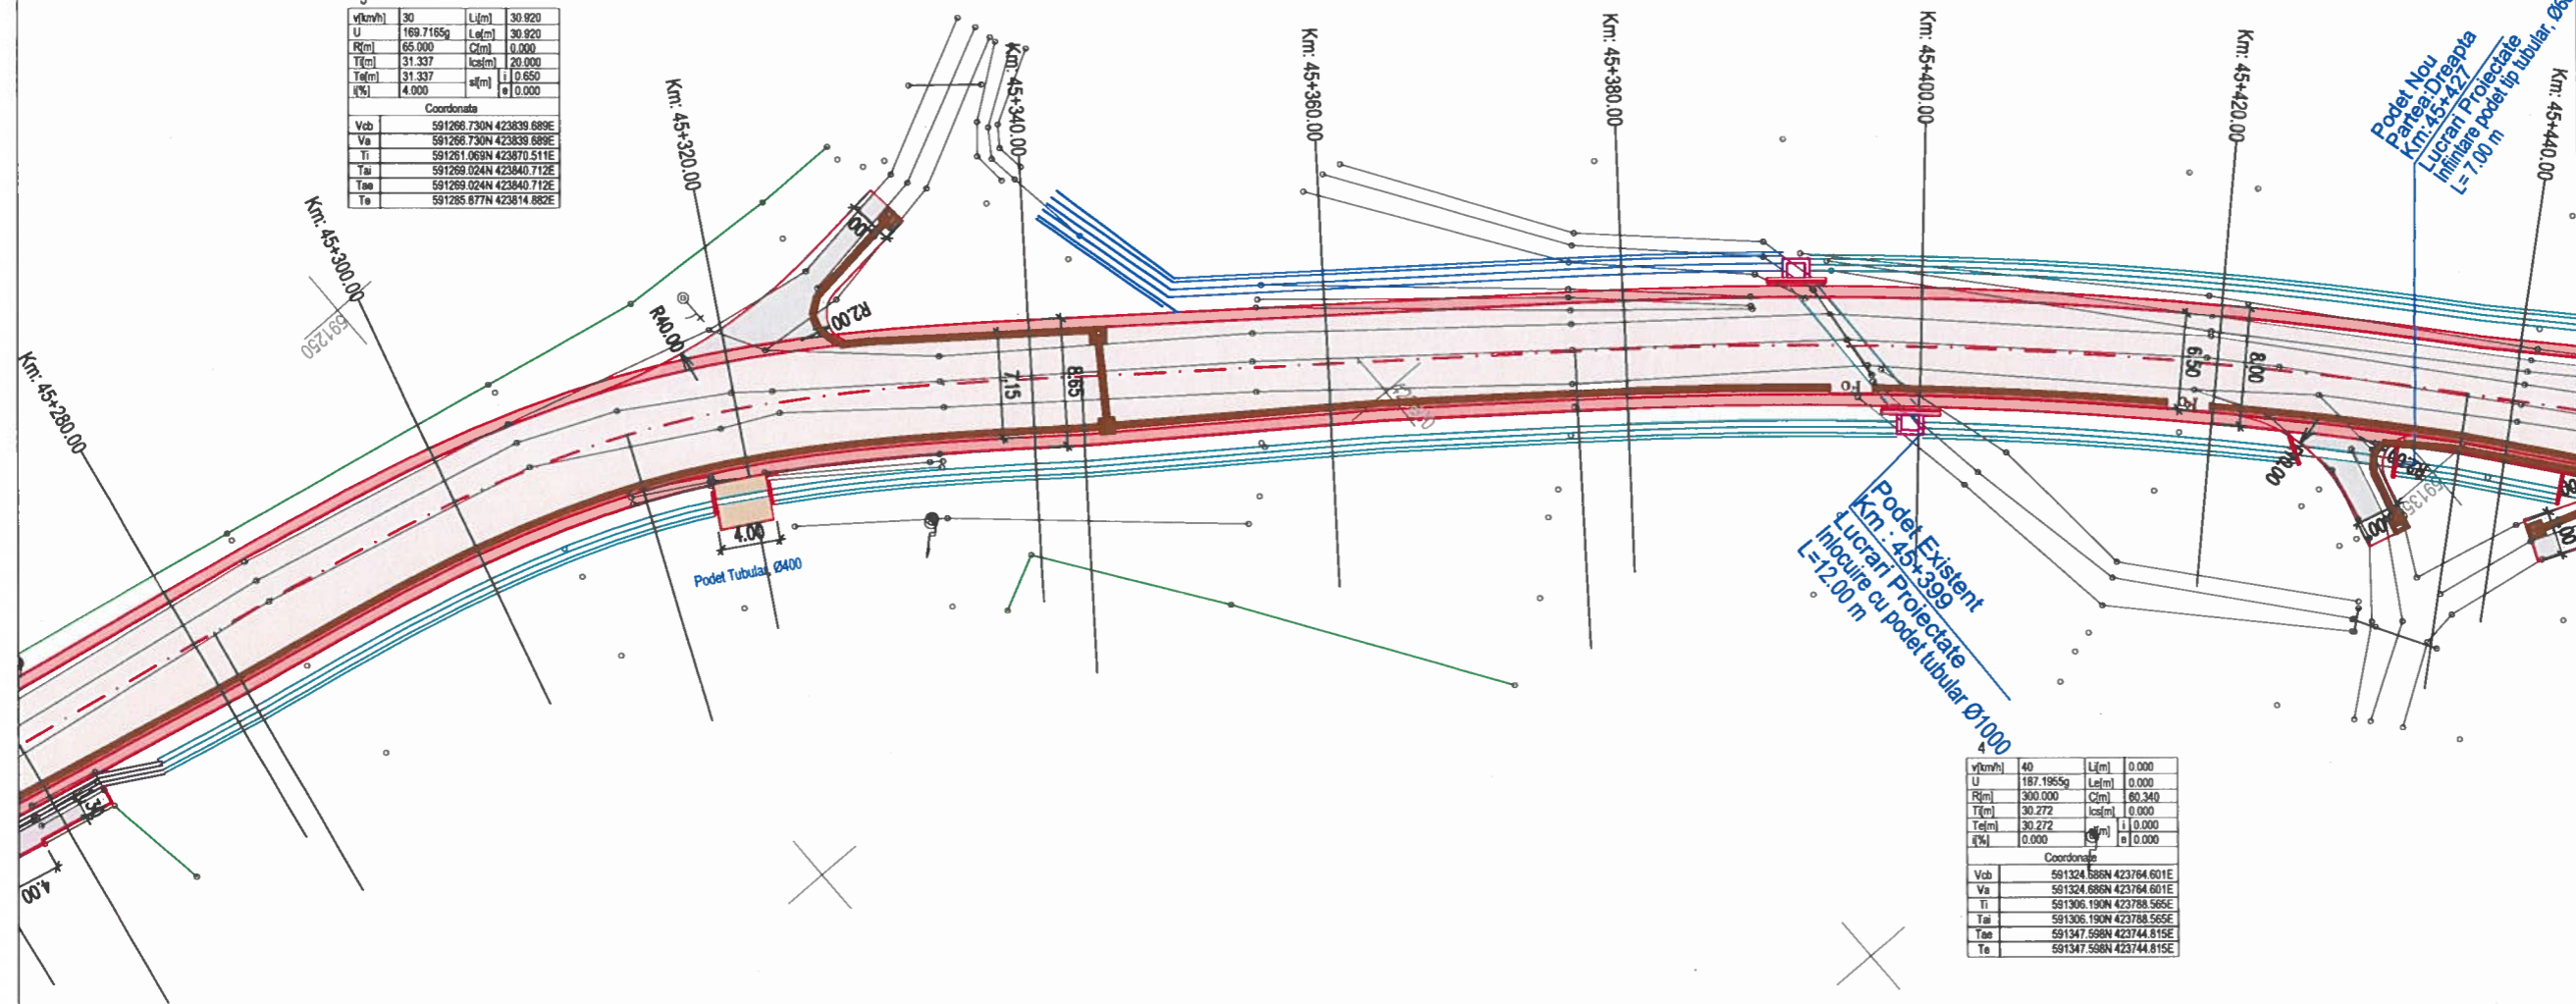 v[km/h] 30 Li[m] 30.920
U 169.7165g Le[m] 30.920
R[m] 65.000 C[m] 0.000
Ti[m] 31.337 lcs[m] 20.000
Te[m] 31.337 sl[m] i 0.650
i[%] 4.000 e 0.000
Coordonate
Vcb 591266.730N 423839.689E
Va 591266.730N 423839.689E
Ti 591261.069N 423870.511E
Tai 591269.024N 423840.712E
Tae 591269.024N 423840.712E
Te 591285.877N 423814.882E
Km: 45+280.00
Km: 45+300.00
591250
Km: 45+320.00
Km: 45+340.00
Km: 45+360.00
Km: 45+380.00
Km: 45+400.00
Km: 45+420.00
Km: 45+440.00
Podet Nou
Partea:Dreapta
Km:45+427
Lucrari Proiectate
Infiintare podet tip tubular,
L= 7.00 m
R40.00
R2.00
7.15
8.65
6.50
8.00
4.00
Podet Tubular, Ø400
4.00
Podet Existent
Km.: 45+399
Lucrari Proiectate
Inlocuire cu podet tubular Ø1000
L=12.00 m
4
v[km/h] 40 Li[m] 0.000
U 187.1955g Le[m] 0.000
R[m] 300.000 C[m] 60.340
Ti[m] 30.272 lcs[m] 0.000
Te[m] 30.272 i 0.000
i[%] 0.000 e 0.000
Coordonate
Vcb 591324.686N 423764.601E
Va 591324.686N 423764.601E
Ti 591306.190N 423788.565E
Tai 591306.190N 423788.565E
Tae 591347.598N 423744.815E
Te 591347.598N 423744.815E